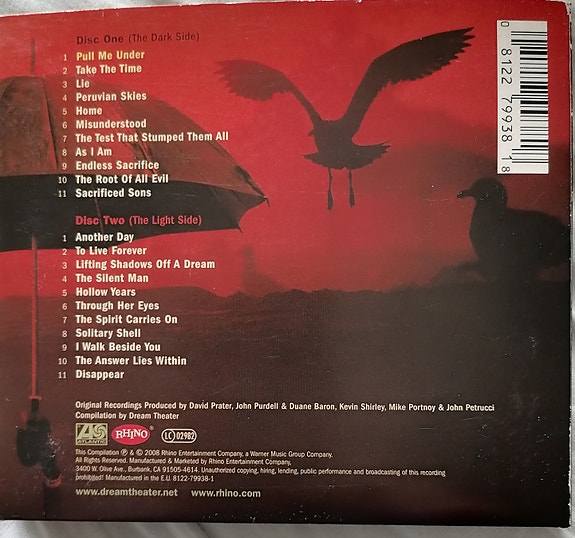 Disc One (The Dark Side)
1 Pull Me Under
2 Take The Time
3 Lie
4 Peruvian Skies
5 Home
6 Misunderstood
7 The Test That Stumped Them All
8 As I Am
9 Endless Sacrifice
10 The Root Of All Evil
11 Sacrificed Sons
Disc Two (The Light Side)
1 Another Day
2 To Live Forever
3 Lifting Shadows Off A Dream
4 The Silent Man
5 Hollow Years
6 Through Her Eyes
7 The Spirit Carries On
8 Solitary Shell
9 I Walk Beside You
10 The Answer Lies Within
11 Disappear
0 8122 79938 1 8
Original Recordings Produced by David Prater, John Purdell & Duane Baron, Kevin Shirley, Mike Portnoy & John Petrucci
Compilation by Dream Theater
ATLANTIC RHINO LC 02982
This Compilation ℗ & © 2008 Rhino Entertainment Company, a Warner Music Group Company.
All Rights Reserved. Manufactured & Marketed by Rhino Entertainment Company,
3400 W. Olive Ave., Burbank, CA 91505-4614. Unauthorized copying, hiring, lending, public performance and broadcasting of this recording
prohibited! Manufactured in the E.U. 8122-79938-1
www.dreamtheater.net www.rhino.com